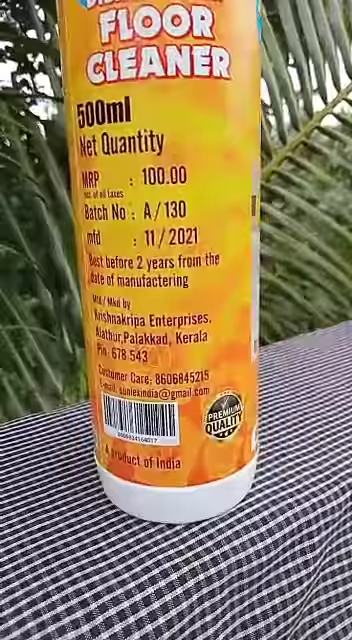 FLOOR
CLEANER
500ml
Net Quantity
MRP : 100.00
incl. of all taxes
Batch No : A/130
mfd : 11/2021
Best before 2 years from the
date of manufactering
Mfd/Mkd by
Krishnakripa Enterprises,
Alathur,Palakkad, Kerala
Pin: 678 543
Customer Care: 8606845215
E-mail: sunlexindia@gmail.com
PREMIUM
QUALITY
A product of India